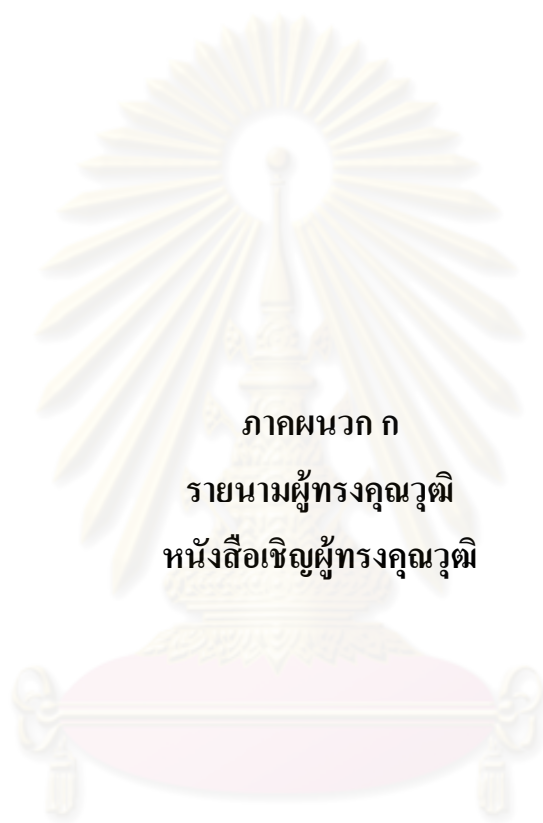 ภาคผนวก ก
รายนามผู้ทรงคุณวุฒิ
หนังสือเชิญผู้ทรงคุณวุฒิ